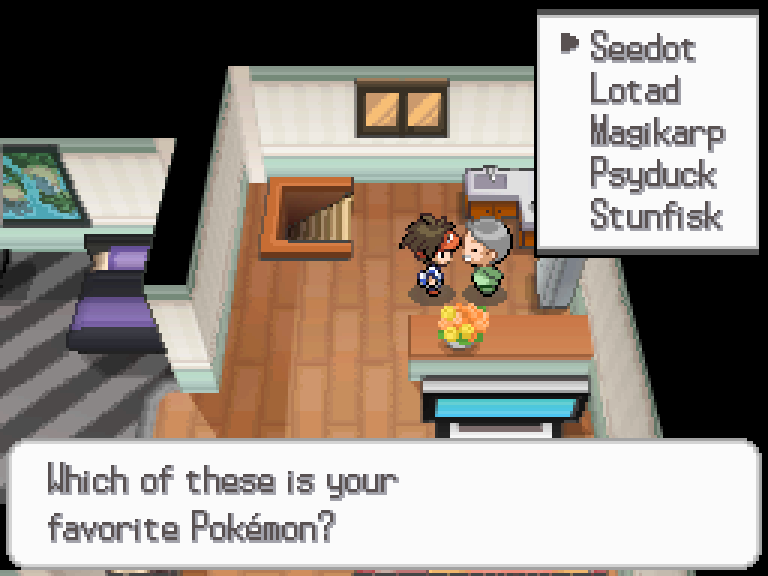 Seedot
Lotad
Magikarp
Psyduck
Stunfisk
Which of these is your
favorite Pokémon?